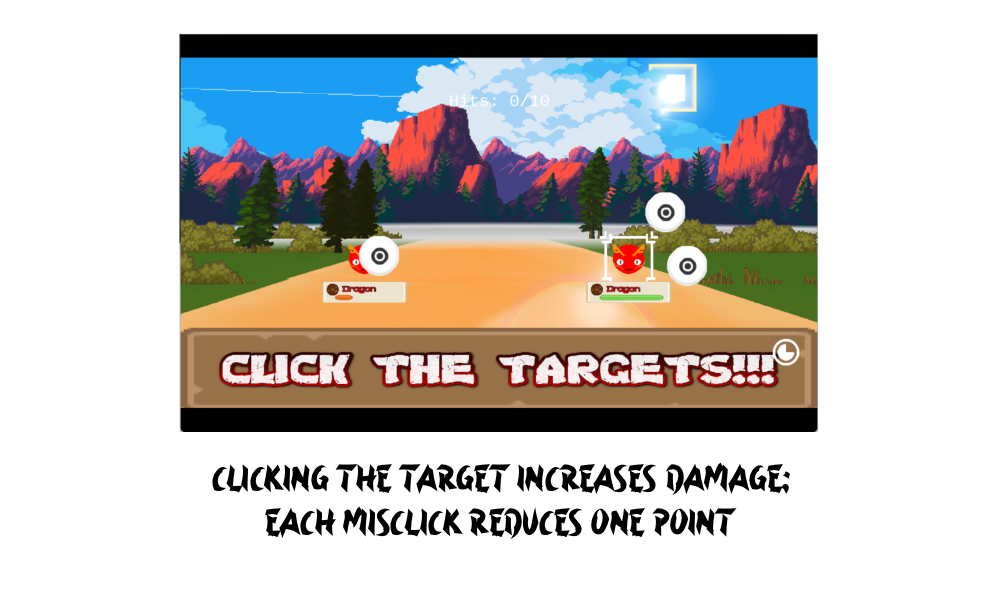 Hits: 0/10
Dragon
Dragon
CLICK THE TARGETS!!!
CLICKING THE TARGET INCREASES DAMAGE;
EACH MISCLICK REDUCES ONE POINT